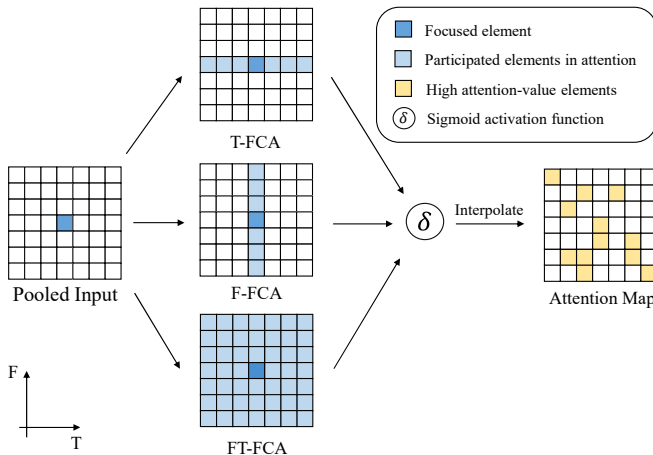 Focused element
Participated elements in attention
High attention-value elements
δ Sigmoid activation function
T-FCA
Pooled Input
F-FCA
δ
Interpolate
Attention Map
FT-FCA
F
T